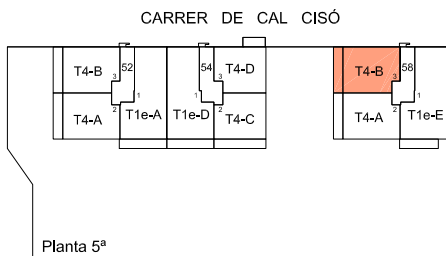 CARRER DE CAL CISÓ
T4-B 3 52 54 T4-D T4-B 3 58
1 1 1
T4-A 2 T1e-A T1e-D 2 T4-C T4-A 2 T1e-E
Planta 5ª